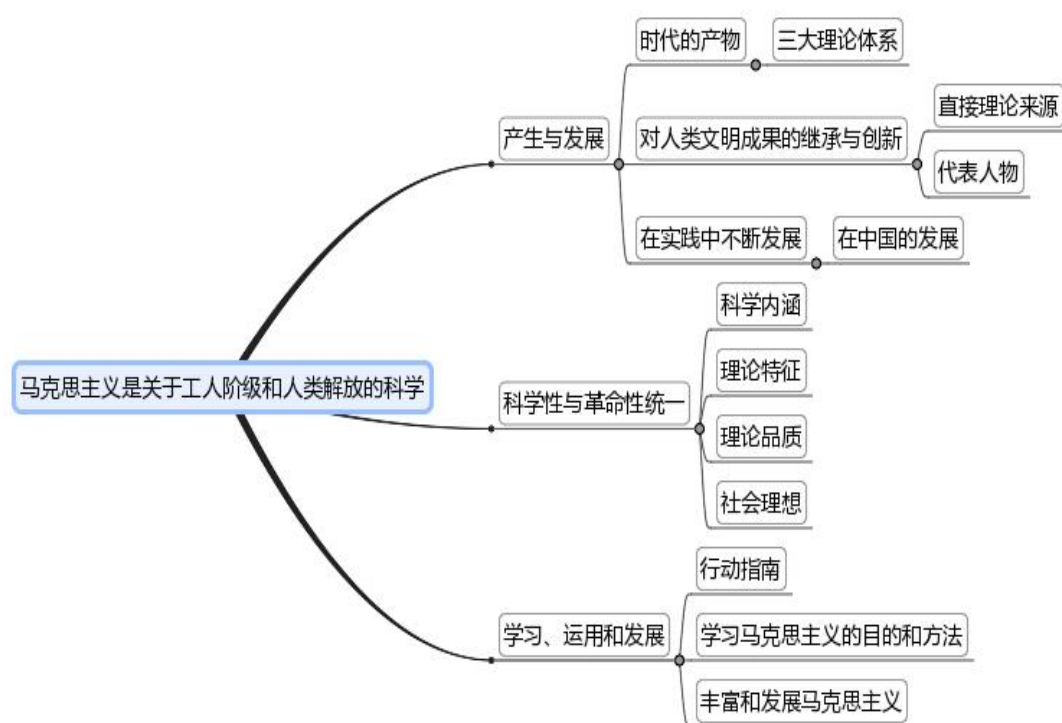 马克思主义是关于工人阶级和人类解放的科学
产生与发展
时代的产物
三大理论体系
对人类文明成果的继承与创新
直接理论来源
代表人物
在实践中不断发展
在中国的发展
科学性与革命性统一
科学内涵
理论特征
理论品质
社会理想
学习、运用和发展
行动指南
学习马克思主义的目的和方法
丰富和发展马克思主义